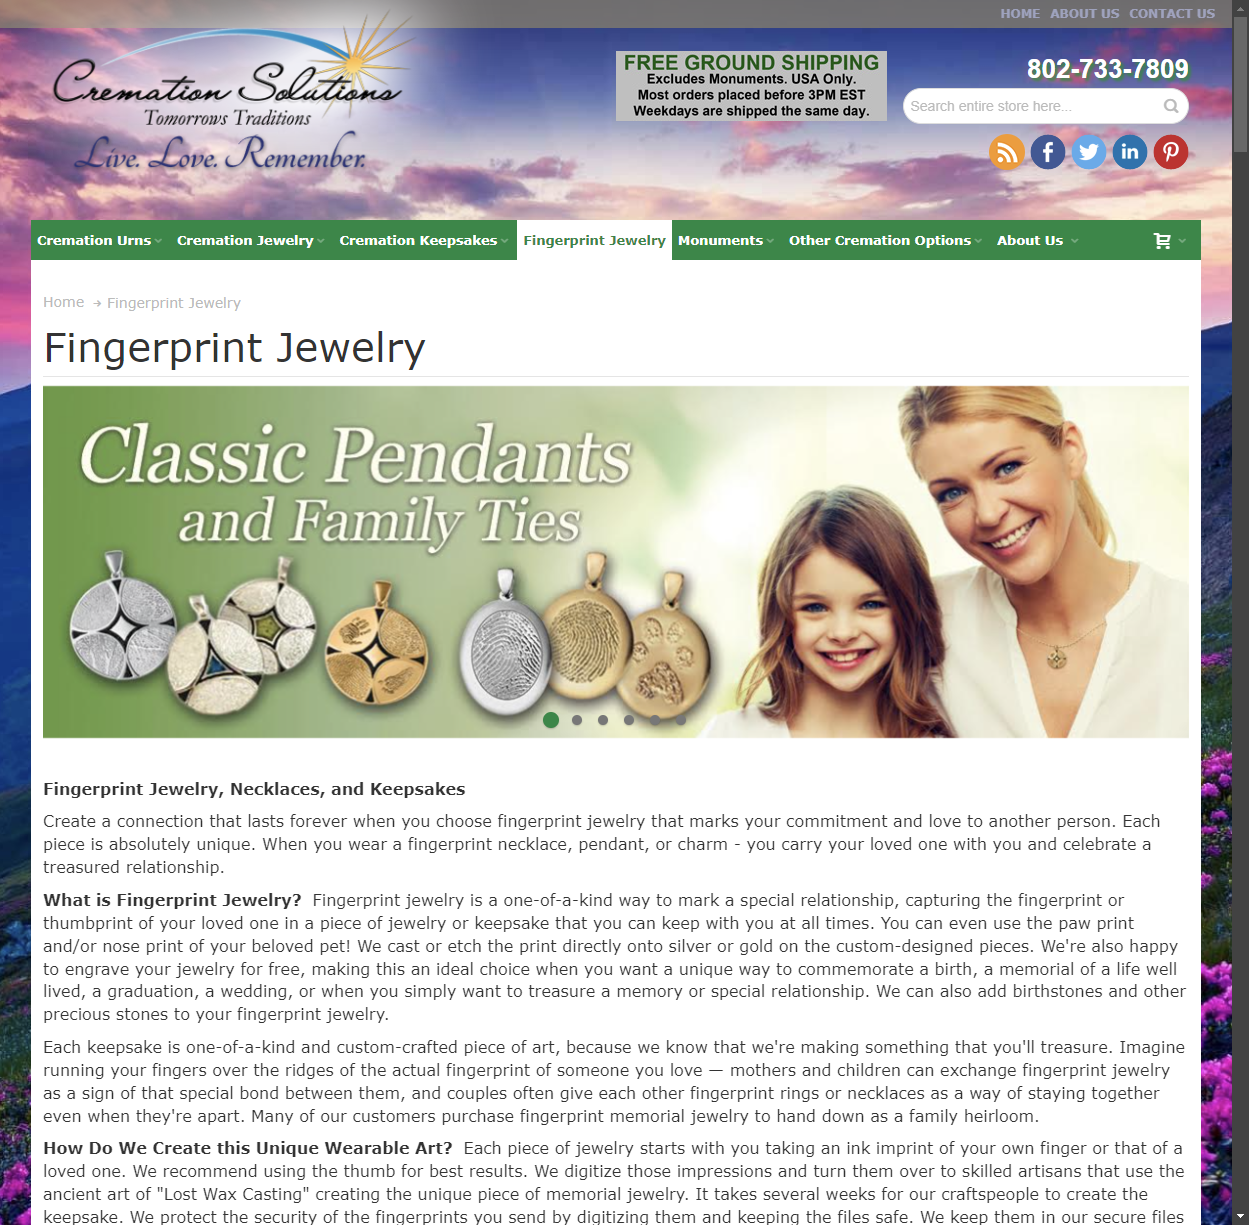 HOME ABOUT US CONTACT US
Cremation Solutions
Tomorrows Traditions
Live. Love. Remember.
FREE GROUND SHIPPING
Excludes Monuments. USA Only.
Most orders placed before 3PM EST
Weekdays are shipped the same day.
802-733-7809
Search entire store here...
Cremation Urns Cremation Jewelry Cremation Keepsakes Fingerprint Jewelry Monuments Other Cremation Options About Us
Home → Fingerprint Jewelry
Fingerprint Jewelry
Classic Pendants
and Family Ties
Fingerprint Jewelry, Necklaces, and Keepsakes
Create a connection that lasts forever when you choose fingerprint jewelry that marks your commitment and love to another person. Each
piece is absolutely unique. When you wear a fingerprint necklace, pendant, or charm - you carry your loved one with you and celebrate a
treasured relationship.
What is Fingerprint Jewelry? Fingerprint jewelry is a one-of-a-kind way to mark a special relationship, capturing the fingerprint or
thumbprint of your loved one in a piece of jewelry or keepsake that you can keep with you at all times. You can even use the paw print
and/or nose print of your beloved pet! We cast or etch the print directly onto silver or gold on the custom-designed pieces. We're also happy
to engrave your jewelry for free, making this an ideal choice when you want a unique way to commemorate a birth, a memorial of a life well
lived, a graduation, a wedding, or when you simply want to treasure a memory or special relationship. We can also add birthstones and other
precious stones to your fingerprint jewelry.
Each keepsake is one-of-a-kind and custom-crafted piece of art, because we know that we're making something that you'll treasure. Imagine
running your fingers over the ridges of the actual fingerprint of someone you love — mothers and children can exchange fingerprint jewelry
as a sign of that special bond between them, and couples often give each other fingerprint rings or necklaces as a way of staying together
even when they're apart. Many of our customers purchase fingerprint memorial jewelry to hand down as a family heirloom.
How Do We Create this Unique Wearable Art? Each piece of jewelry starts with you taking an ink imprint of your own finger or that of a
loved one. We recommend using the thumb for best results. We digitize those impressions and turn them over to skilled artisans that use the
ancient art of "Lost Wax Casting" creating the unique piece of memorial jewelry. It takes several weeks for our craftspeople to create the
keepsake. We protect the security of the fingerprints you send by digitizing them and keeping the files safe. We keep them in our secure files